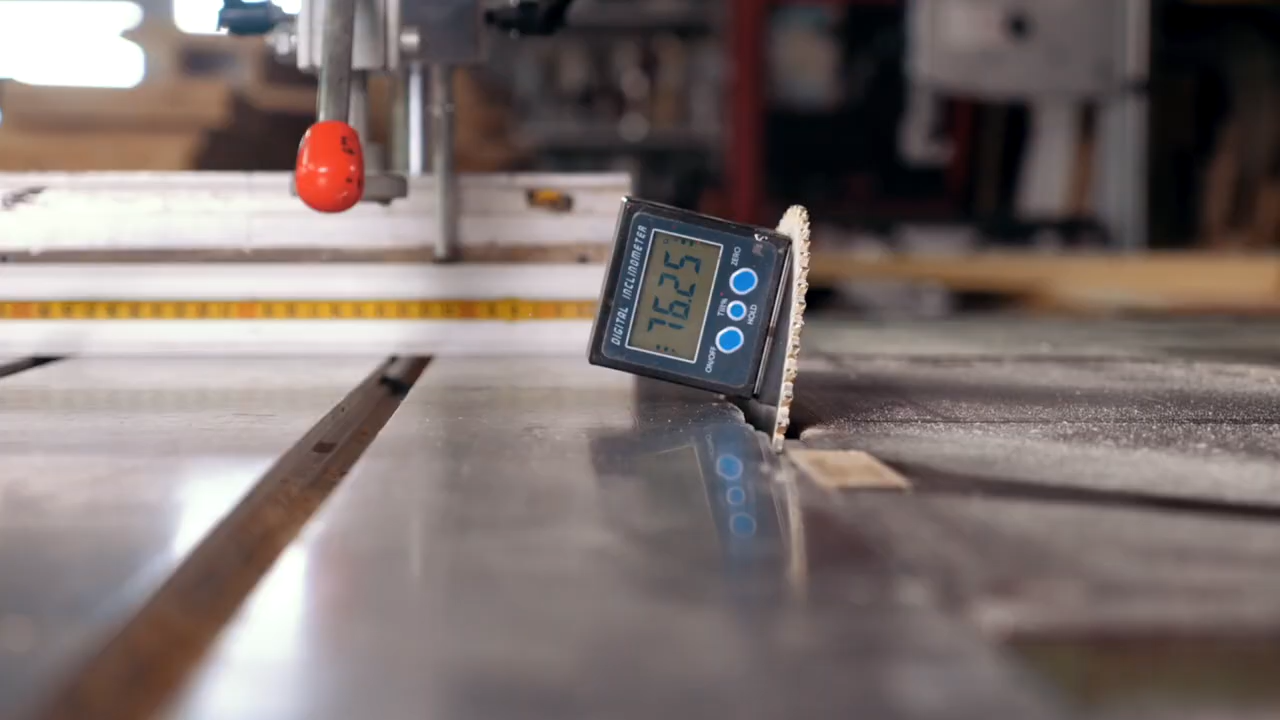 DIGITAL INCLINOMETER
76.25
ZERO
Tilt%
HOLD
ON/OFF